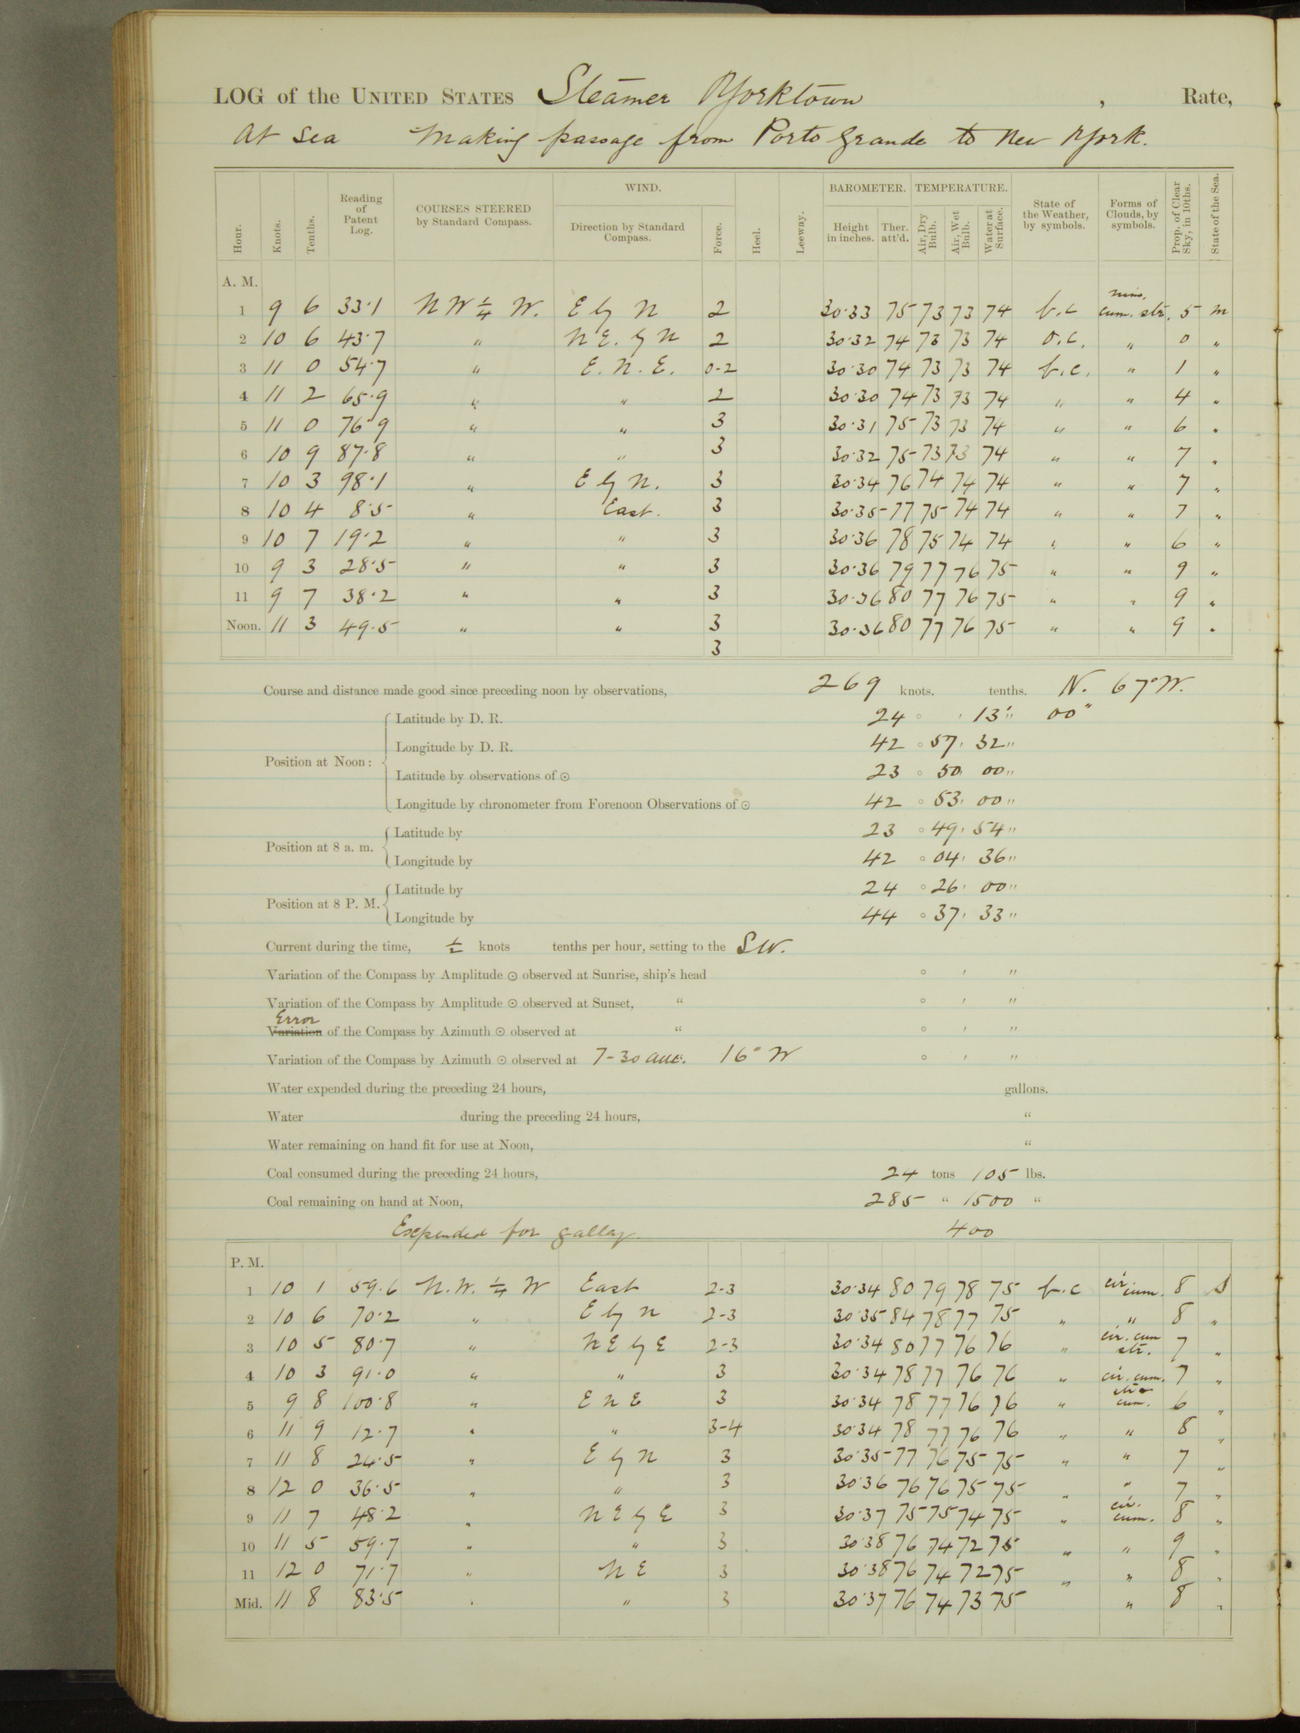 LOG of the UNITED STATES Steamer Yorktown , Rate,
At Sea Making passage from Porto Grande to New York.
Hour. Knots. Tenths. Reading of Patent Log. COURSES STEERED by Standard Compass. WIND. Direction by Standard Compass. Force. Heel. Leeway. BAROMETER. Height in inches. Ther. att'd. TEMPERATURE. Air, Dry Bulb. Air, Wet Bulb. Water at Surface. State of the Weather, by symbols. Forms of Clouds, by symbols. Prop. of Clear Sky, in 10ths. State of the Sea.
A. M.
1 9 6 33.1 N W ¼ W. E by N 2 30.33 75 73 73 74 b.c nim. cum. str. 5 m
2 10 6 43.7 " N E. by N 2 30.32 74 73 73 74 o.c. " 0 "
3 11 0 54.7 " E. N. E. 0-2 30.30 74 73 73 74 b.c. " 1 "
4 11 2 65.9 " " 2 30.30 74 73 73 74 " " 4 "
5 11 0 76.9 " " 3 30.31 75 73 73 74 " " 6 "
6 10 9 87.8 " " 3 30.32 75 73 73 74 " " 7 "
7 10 3 98.1 " E by N. 3 30.34 76 74 74 74 " " 7 "
8 10 4 8.5 " East. 3 30.35 77 75 74 74 " " 7 "
9 10 7 19.2 " " 3 30.36 78 75 74 74 " " 6 "
10 9 3 28.5 " " 3 30.36 79 77 76 75 " " 9 "
11 9 7 38.2 " " 3 30.36 80 77 76 75 " " 9 "
Noon. 11 3 49.5 " " 3 30.36 80 77 76 75 " " 9 "
3
Course and distance made good since preceding noon by observations, 269 knots. tenths. N. 67° W.
Position at Noon: Latitude by D. R. 24 ° ' 13' " 00"
Longitude by D. R. 42 ° 57 ' 32 "
Latitude by observations of ☉ 23 ° 50 ' 00 "
Longitude by chronometer from Forenoon Observations of ☉ 42 ° 53 ' 00 "
Position at 8 a. m. Latitude by 23 ° 49 ' 54 "
Longitude by 42 ° 04 ' 36 "
Position at 8 P. M. Latitude by 24 ° 26 ' 00 "
Longitude by 44 ° 37 ' 33 "
Current during the time, ½ knots tenths per hour, setting to the SW.
Variation of the Compass by Amplitude ☉ observed at Sunrise, ship's head ° ' "
Variation of the Compass by Amplitude ☉ observed at Sunset, " ° ' "
Error
Variation of the Compass by Azimuth ☉ observed at " ° ' "
Variation of the Compass by Azimuth ☉ observed at 7-30 a.m. 16° W ° ' "
Water expended during the preceding 24 hours, gallons.
Water during the preceding 24 hours, "
Water remaining on hand fit for use at Noon, "
Coal consumed during the preceding 24 hours, 24 tons 105 lbs.
Coal remaining on hand at Noon, 285 " 1500 "
Expended for galley 400
P. M.
1 10 1 59.6 N. W. ¼ W East 2-3 30.34 80 79 78 75 b.c cir cum. 8 S
2 10 6 70.2 " E by N 2-3 30.35 84 78 77 75 " " 8 "
3 10 5 80.7 " N E by E 2-3 30.34 80 77 76 76 " cir. cum str. 7 "
4 10 3 91.0 " " 3 30.34 78 77 76 76 " cir. cum. 7 "
5 9 8 100.8 " E N E 3 30.34 78 77 76 76 " str cum. 6 "
6 11 9 12.7 " " 3-4 30.34 78 77 76 76 " " 8 "
7 11 8 24.5 " E by N 3 30.35 77 76 75 75 " " 7 "
8 12 0 36.5 " " 3 30.36 76 76 75 75 " " 7 "
9 11 7 48.2 " N E by E 3 30.37 75 75 74 75 " cir. cum. 8 "
10 11 5 59.7 " " 3 30.38 76 74 72 75 " " 9 "
11 12 0 71.7 " N E 3 30.38 76 74 72 75 " " 8 "
Mid. 11 8 83.5 " " 3 30.37 76 74 73 75 " 8 "